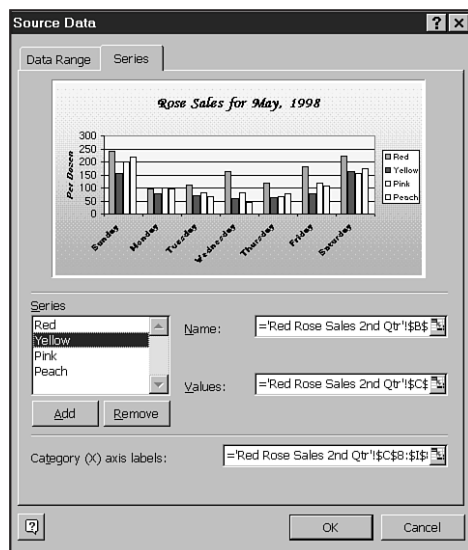 Source Data
Data Range Series
Rose Sales for May, 1998
300
250
200
150
100
50
0
Per Dozen
Sunday
Monday
Tuesday
Wednesday
Thursday
Friday
Saturday
Red
Yellow
Pink
Peach
Series
Red
Yellow
Pink
Peach
Name: ='Red Rose Sales 2nd Qtr'!$B$
Values: ='Red Rose Sales 2nd Qtr'!$C$
Add Remove
Category (X) axis labels: ='Red Rose Sales 2nd Qtr'!$C$8:$I$
OK Cancel